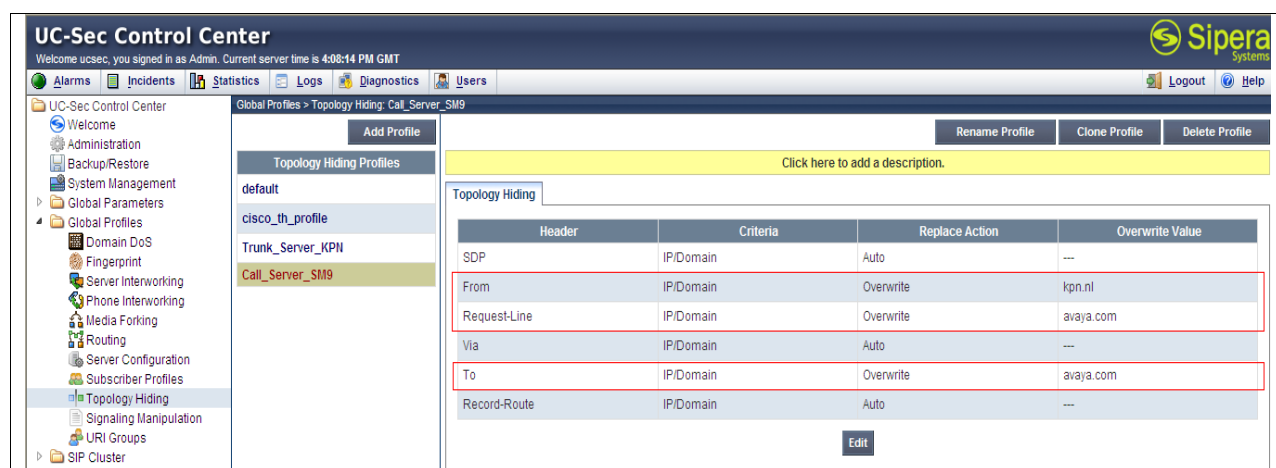 UC-Sec Control Center
Welcome ucsec, you signed in as Admin. Current server time is 4:08:14 PM GMT
Sipera
Systems
Alarms Incidents Statistics Logs Diagnostics Users Logout Help
UC-Sec Control Center
Welcome
Administration
Backup/Restore
System Management
Global Parameters
Global Profiles
Domain DoS
Fingerprint
Server Interworking
Phone Interworking
Media Forking
Routing
Server Configuration
Subscriber Profiles
Topology Hiding
Signaling Manipulation
URI Groups
SIP Cluster
Global Profiles > Topology Hiding: Call_Server_SM9
Add Profile
Topology Hiding Profiles
default
cisco_th_profile
Trunk_Server_KPN
Call_Server_SM9
Rename Profile Clone Profile Delete Profile
Click here to add a description.
Topology Hiding
Header Criteria Replace Action Overwrite Value
SDP IP/Domain Auto ---
From IP/Domain Overwrite kpn.nl
Request-Line IP/Domain Overwrite avaya.com
Via IP/Domain Auto ---
To IP/Domain Overwrite avaya.com
Record-Route IP/Domain Auto ---
Edit